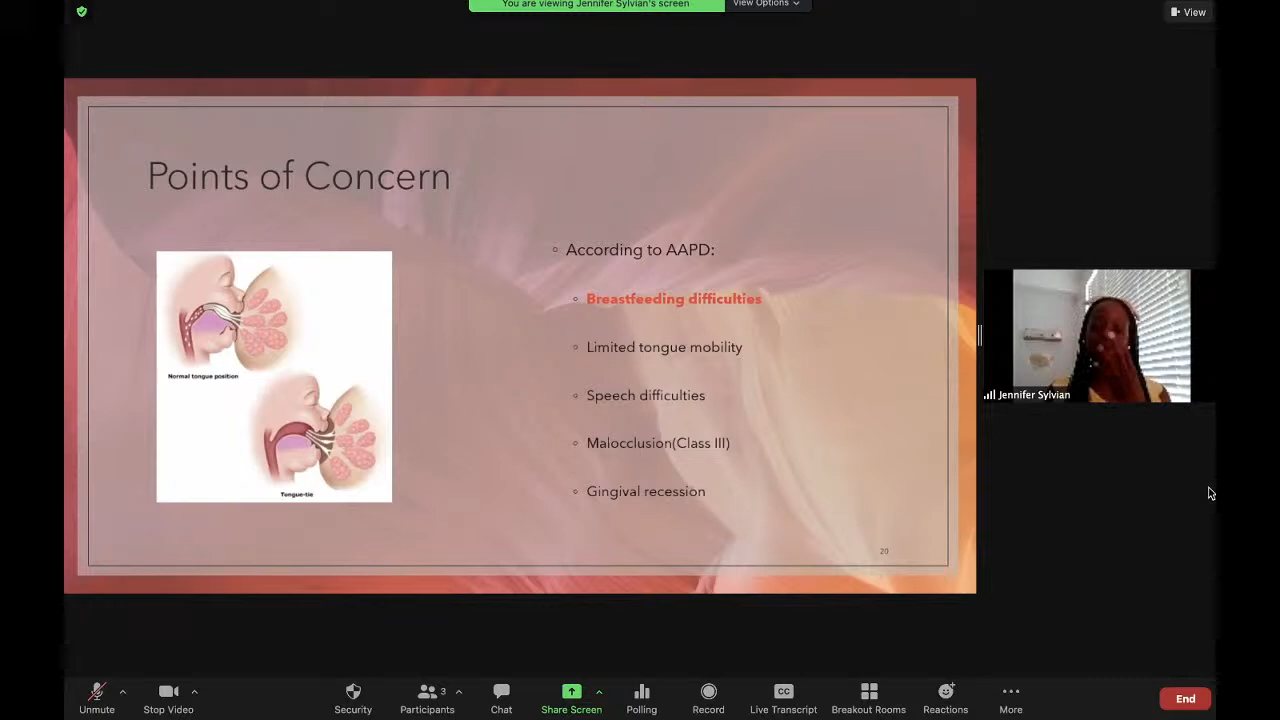 You are viewing Jennifer Sylvian's screen
View Options
View
Points of Concern
According to AAPD:
Breastfeeding difficulties
Limited tongue mobility
Speech difficulties
Malocclusion(Class III)
Gingival recession
Normal tongue position
Tongue-tie
20
Jennifer Sylvian
Unmute
Stop Video
Security
Participants
3
Chat
Share Screen
Polling
Record
CC
Live Transcript
Breakout Rooms
Reactions
More
End